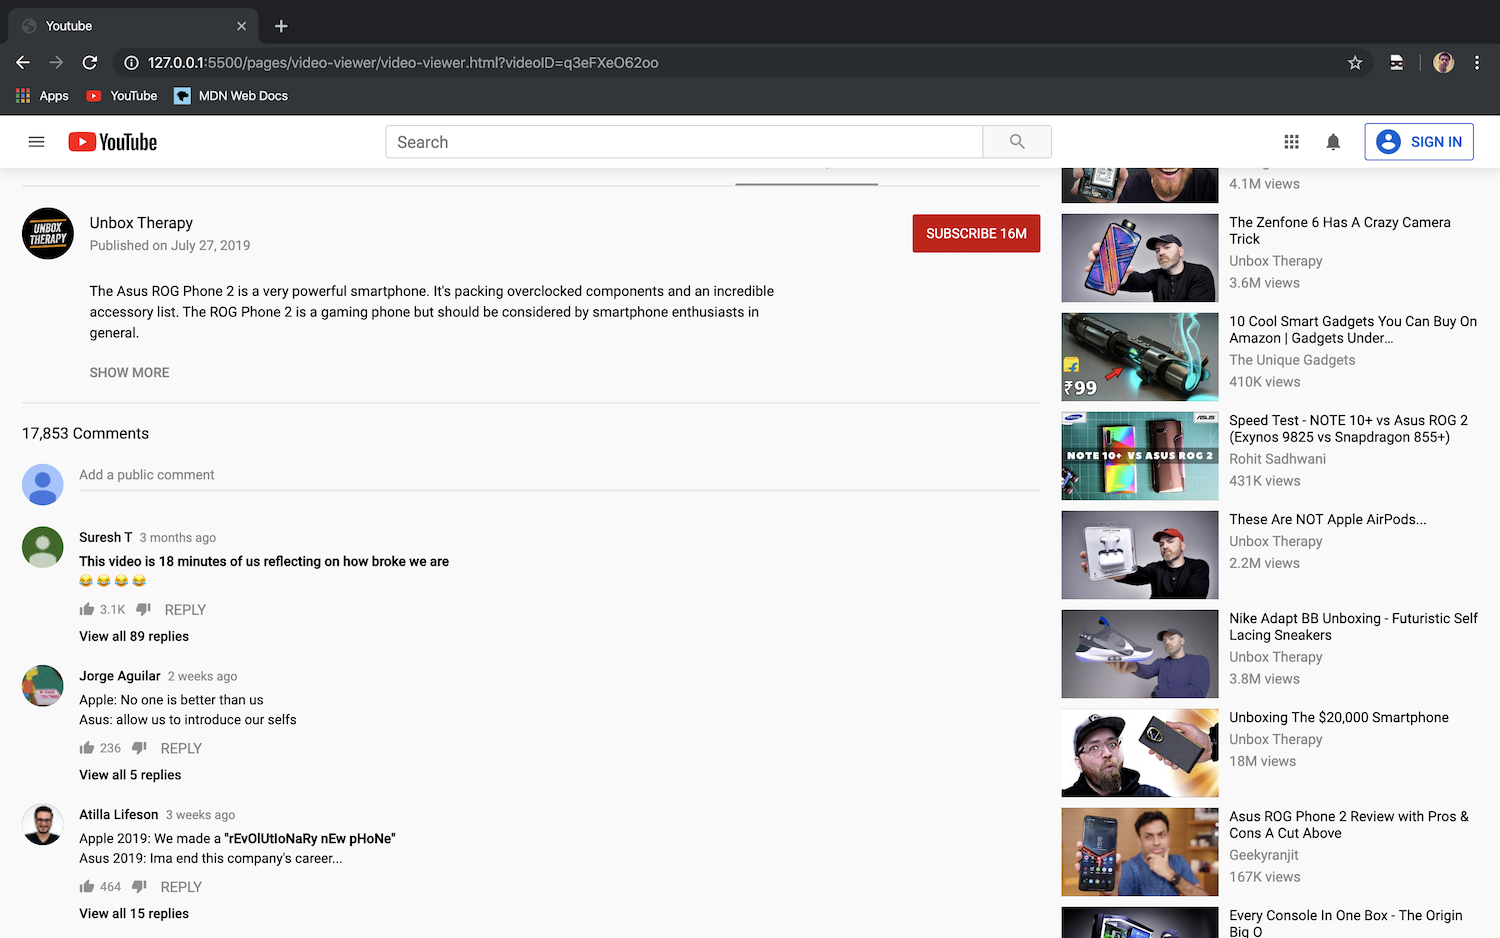 Youtube
127.0.0.1:5500/pages/video-viewer/video-viewer.html?videoID=q3eFXeO62oo
Apps YouTube MDN Web Docs
YouTube
Search
SIGN IN
Unbox Therapy
Published on July 27, 2019
SUBSCRIBE 16M
UNBOX
THERAPY
The Asus ROG Phone 2 is a very powerful smartphone. It's packing overclocked components and an incredible
accessory list. The ROG Phone 2 is a gaming phone but should be considered by smartphone enthusiasts in
general.
SHOW MORE
17,853 Comments
Add a public comment
Suresh T 3 months ago
This video is 18 minutes of us reflecting on how broke we are
😂 😂 😂 😂
3.1K REPLY
View all 89 replies
Jorge Aguilar 2 weeks ago
Apple: No one is better than us
Asus: allow us to introduce our selfs
236 REPLY
View all 5 replies
Atilla Lifeson 3 weeks ago
Apple 2019: We made a "rEvOlUtIoNaRy nEw pHoNe"
Asus 2019: Ima end this company's career...
464 REPLY
View all 15 replies
4.1M views
The Zenfone 6 Has A Crazy Camera
Trick
Unbox Therapy
3.6M views
₹99
10 Cool Smart Gadgets You Can Buy On
Amazon | Gadgets Under...
The Unique Gadgets
410K views
SAMSUNG
ASUS
NOTE 10+ VS ASUS ROG 2
Speed Test - NOTE 10+ vs Asus ROG 2
(Exynos 9825 vs Snapdragon 855+)
Rohit Sadhwani
431K views
These Are NOT Apple AirPods...
Unbox Therapy
2.2M views
Nike Adapt BB Unboxing - Futuristic Self
Lacing Sneakers
Unbox Therapy
3.8M views
Unboxing The $20,000 Smartphone
Unbox Therapy
18M views
Asus ROG Phone 2 Review with Pros &
Cons A Cut Above
Geekyranjit
167K views
Every Console In One Box - The Origin
Big O